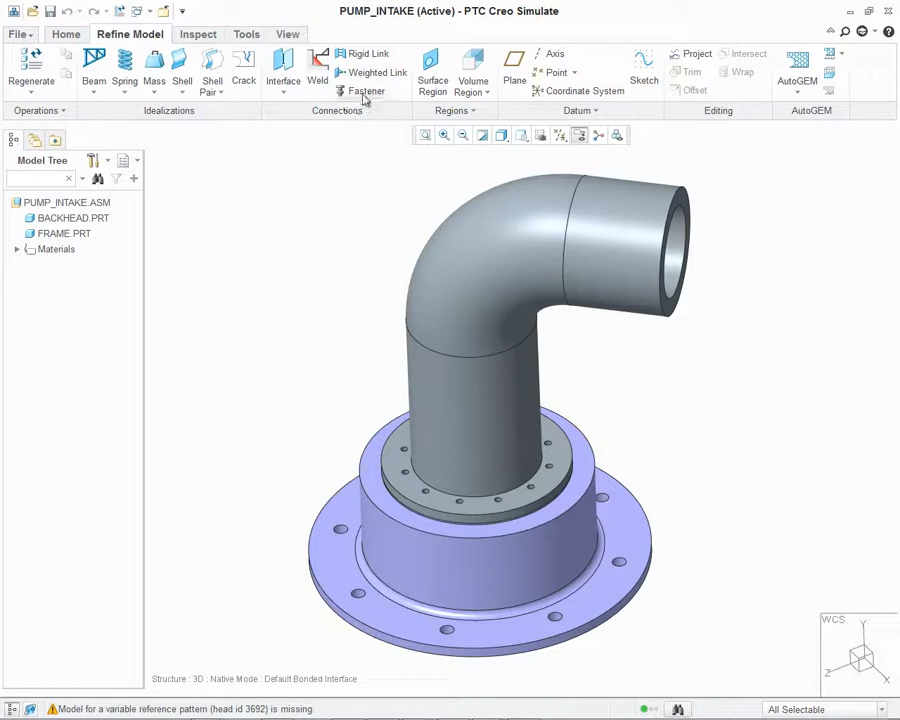 PUMP_INTAKE (Active) - PTC Creo Simulate
File
Home
Refine Model
Inspect
Tools
View
Regenerate
Beam
Spring
Mass
Shell
Shell Pair
Crack
Interface
Weld
Rigid Link
Weighted Link
Fastener
Surface Region
Volume Region
Plane
Axis
Point
Coordinate System
Sketch
Project
Intersect
Trim
Wrap
Offset
AutoGEM
Operations
Idealizations
Connections
Regions
Datum
Editing
AutoGEM
Model Tree
PUMP_INTAKE.ASM
BACKHEAD.PRT
FRAME.PRT
Materials
WCS
Y
Z
X
Structure : 3D : Native Mode : Default Bonded Interface
Model for a variable reference pattern (head id 3692) is missing.
All Selectable